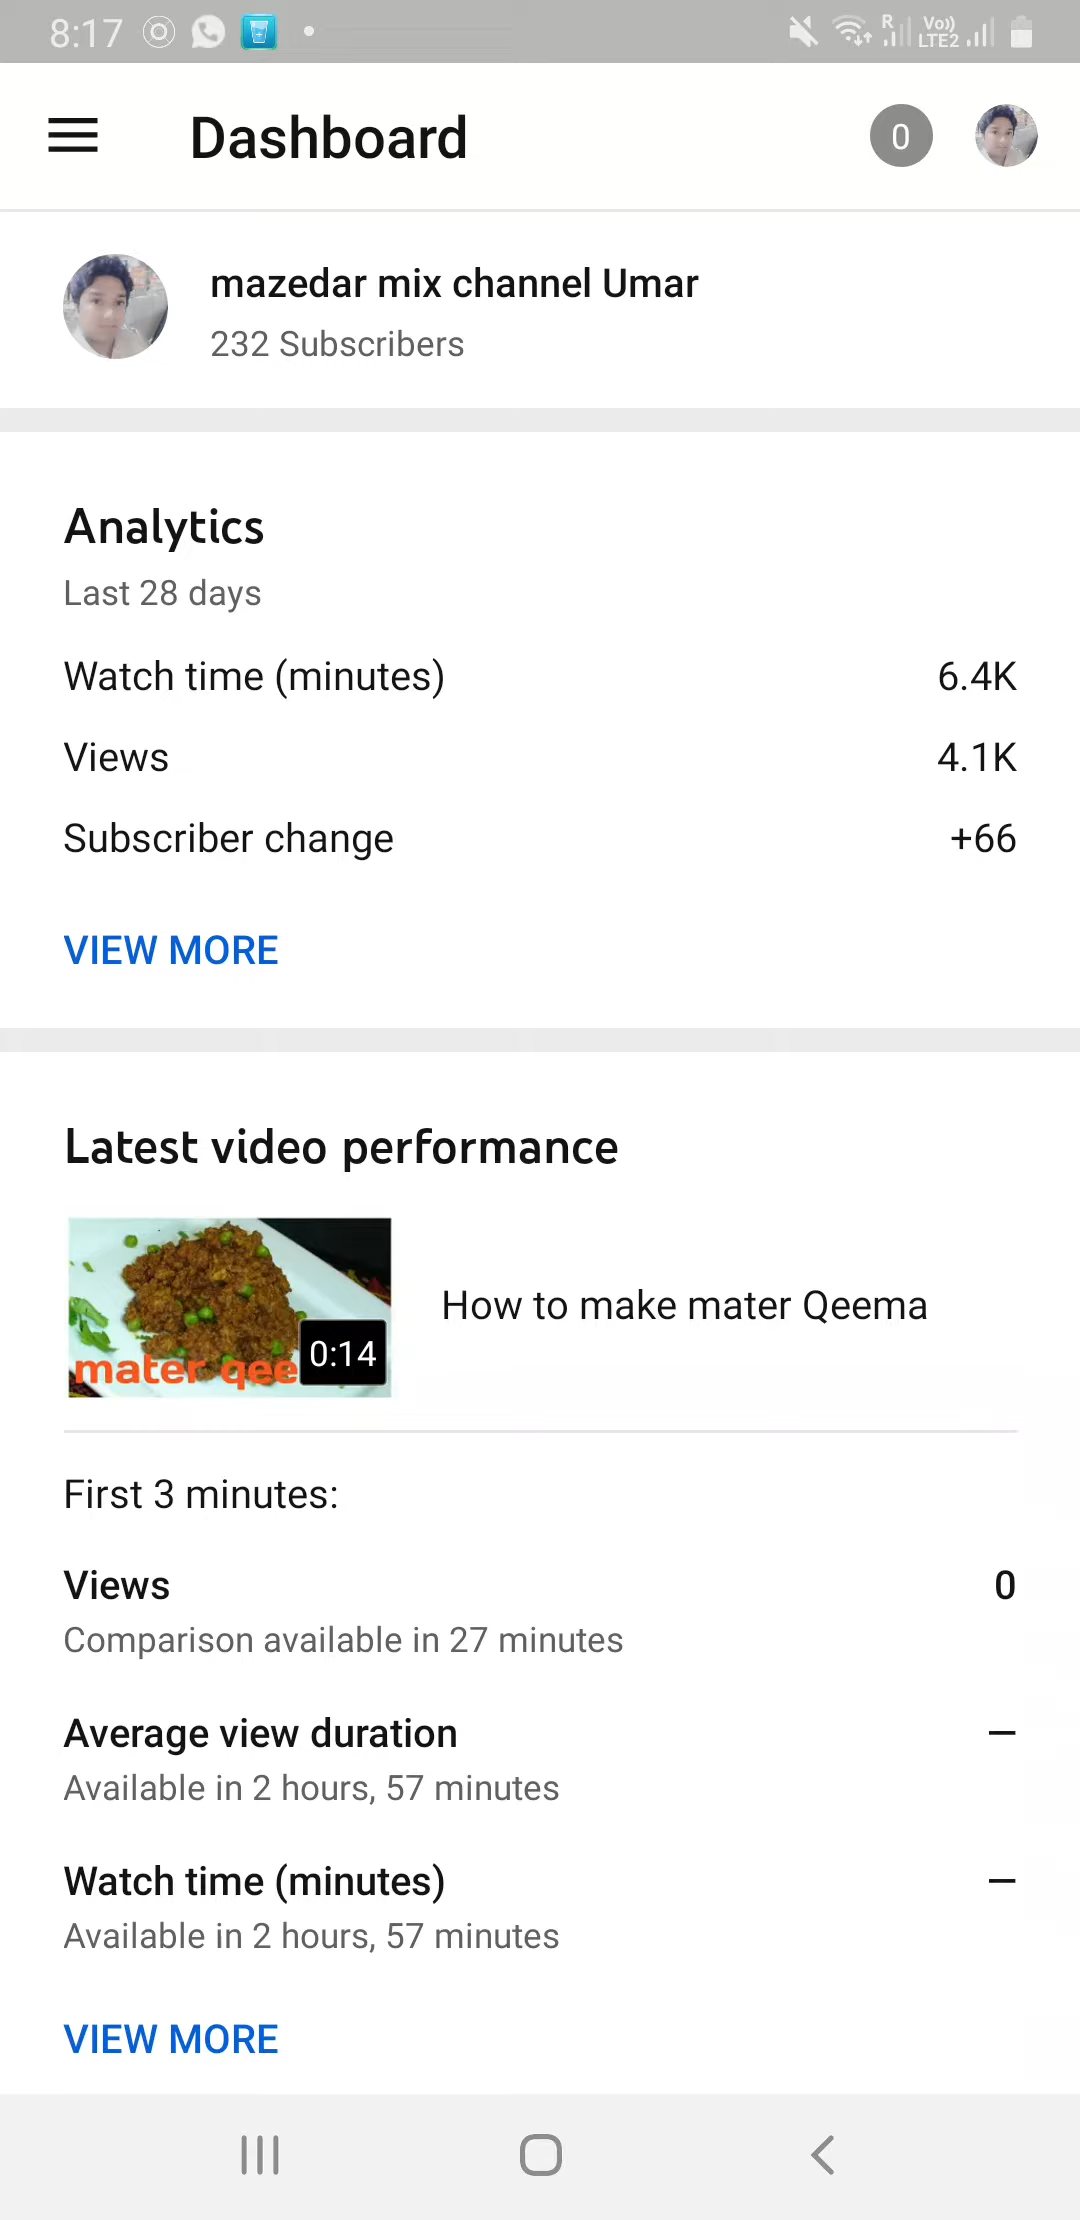 8:17
R
Vo))
LTE2
Dashboard
0
mazedar mix channel Umar
232 Subscribers
Analytics
Last 28 days
Watch time (minutes) 6.4K
Views 4.1K
Subscriber change +66
VIEW MORE
Latest video performance
mater qee
0:14
How to make mater Qeema
First 3 minutes:
Views 0
Comparison available in 27 minutes
Average view duration —
Available in 2 hours, 57 minutes
Watch time (minutes) —
Available in 2 hours, 57 minutes
VIEW MORE